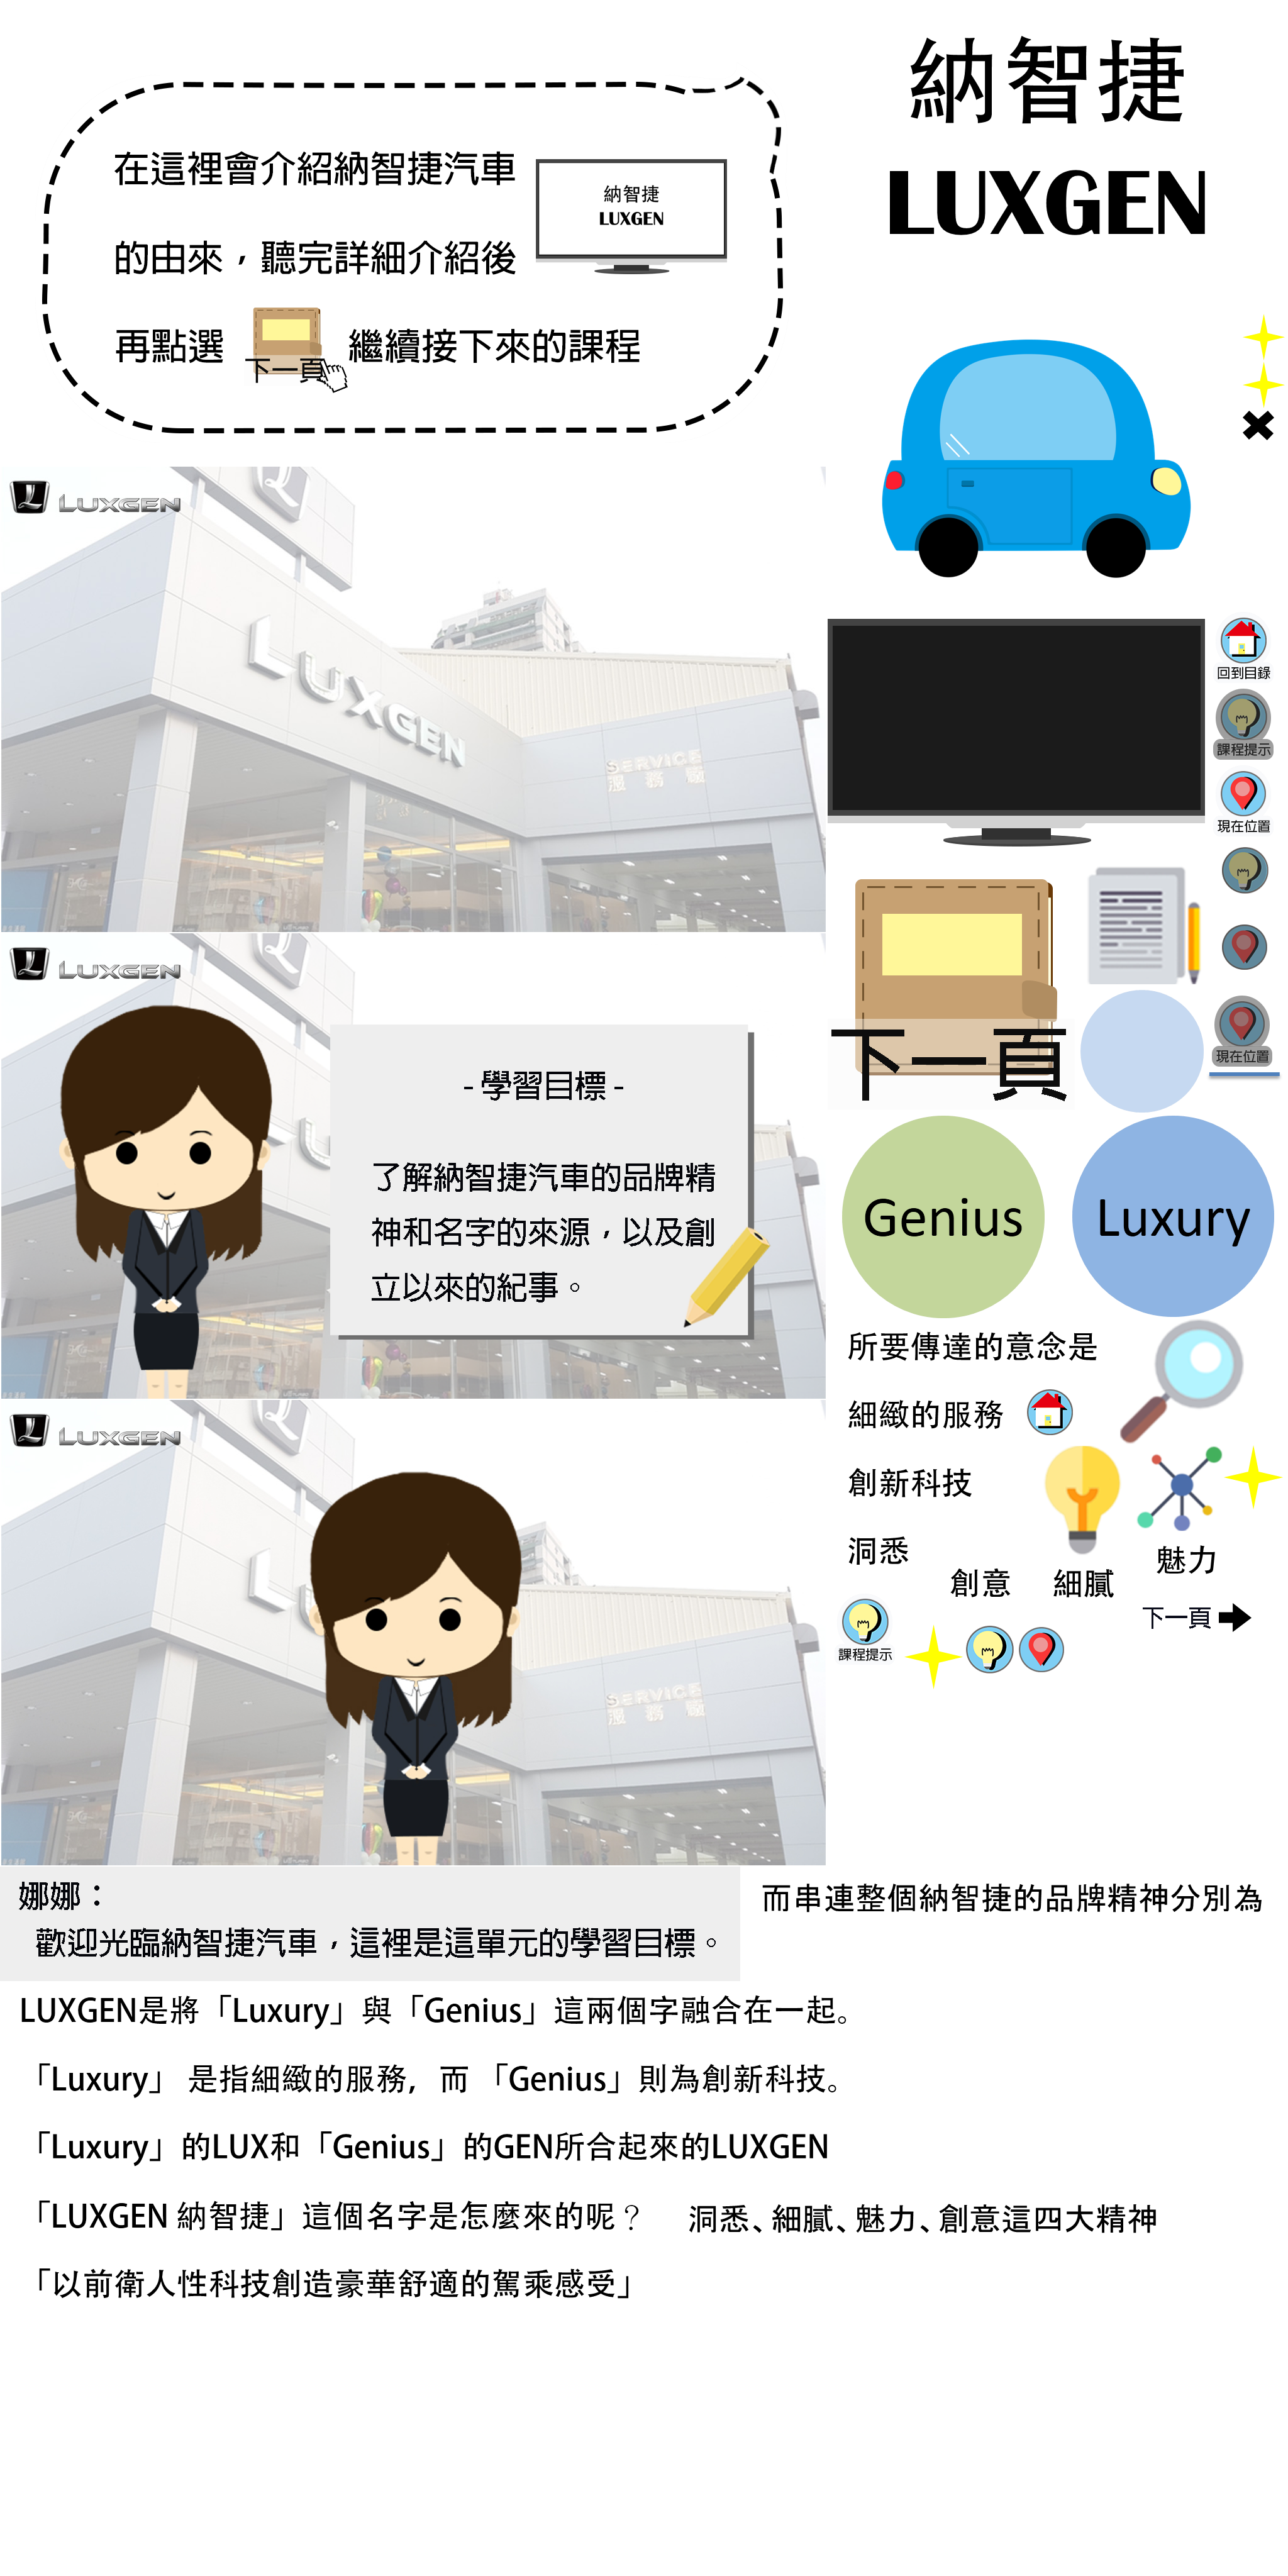 納智捷
LUXGEN
在這裡會介紹納智捷汽車
的由來，聽完詳細介紹後
再點選
下一頁
繼續接下來的課程
納智捷
LUXGEN
LUXGEN
LUXGEN
SERVICE
服務廠
回到目錄
課程提示
現在位置
現在位置
下一頁
LUXGEN
- 學習目標 -
了解納智捷汽車的品牌精
神和名字的來源，以及創
立以來的紀事。
Genius
Luxury
所要傳達的意念是
細緻的服務
創新科技
洞悉
創意
細膩
魅力
下一頁
課程提示
LUXGEN
SERVICE
服務廠
娜娜：
歡迎光臨納智捷汽車，這裡是這單元的學習目標。
而串連整個納智捷的品牌精神分別為
LUXGEN是將「Luxury」與「Genius」這兩個字融合在一起。
「Luxury」 是指細緻的服務, 而 「Genius」則為創新科技。
「Luxury」的LUX和「Genius」的GEN所合起來的LUXGEN
「LUXGEN 納智捷」這個名字是怎麼來的呢？
洞悉、細膩、魅力、創意這四大精神
「以前衛人性科技創造豪華舒適的駕乘感受」